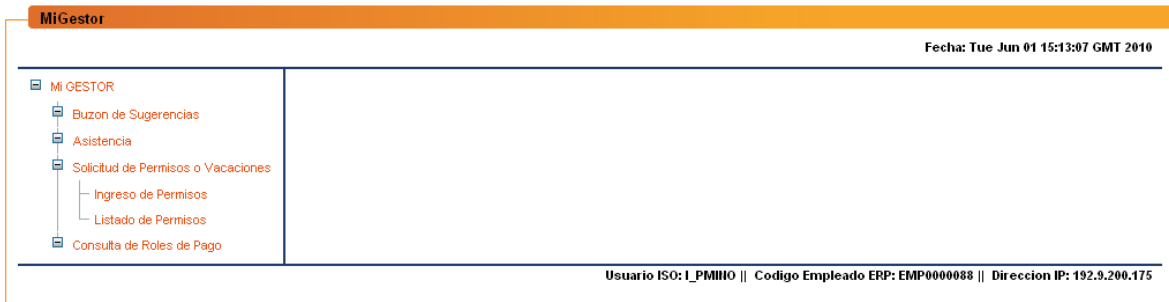 MiGestor
Fecha: Tue Jun 01 15:13:07 GMT 2010
Mi GESTOR
Buzon de Sugerencias
Asistencia
Solicitud de Permisos o Vacaciones
Ingreso de Permisos
Listado de Permisos
Consulta de Roles de Pago
Usuario ISO: I_PMINO || Codigo Empleado ERP: EMP0000088 || Direccion IP: 192.9.200.175